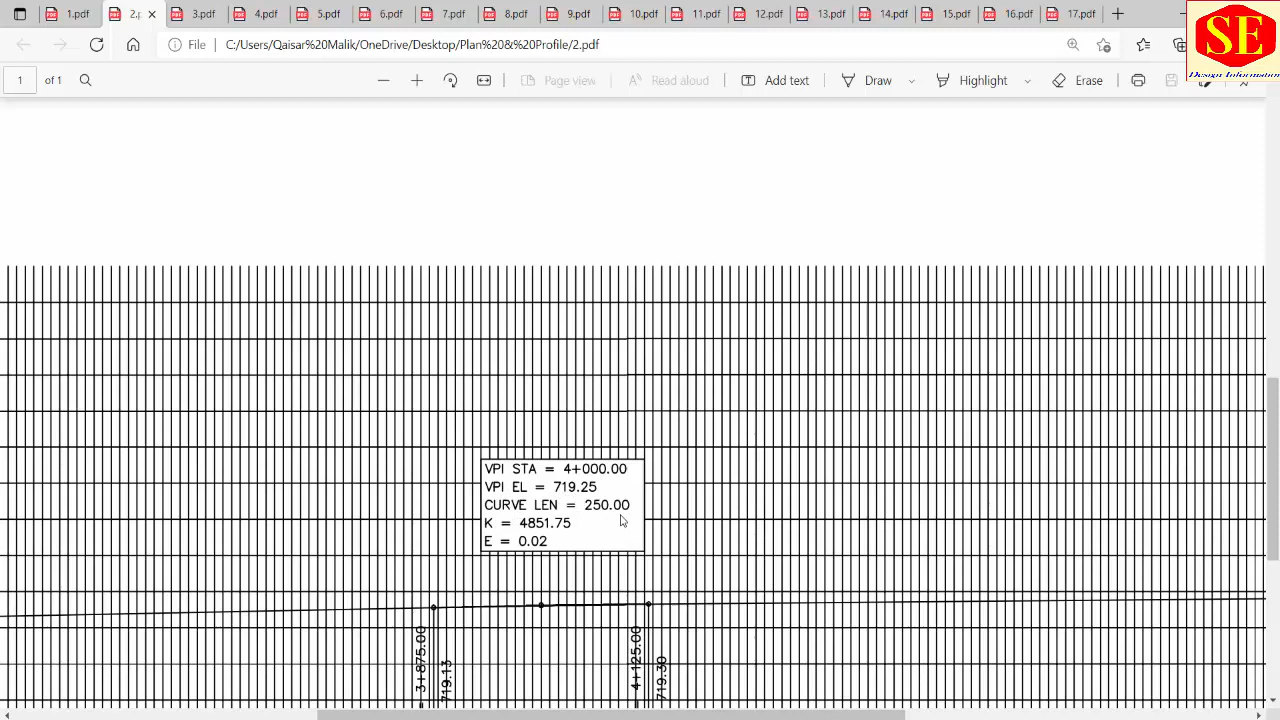 1.pdf
2.p
3.pdf
4.pdf
5.pdf
6.pdf
7.pdf
8.pdf
9.pdf
10.pdf
11.pdf
12.pdf
13.pdf
14.pdf
15.pdf
16.pdf
17.pdf
SE
Design Information
File
C:/Users/Qaisar%20Malik/OneDrive/Desktop/Plan%20&%20Praille/2.pdf
1
of 1
Page view
Read aloud
Add text
Draw
Highlight
Erase
VPI STA = 4+000.00
VPI EL = 719.25
CURVE LEN = 250.00
K = 4851.75
E = 0.02
3+875.00
719.13
4+125.00
719.30